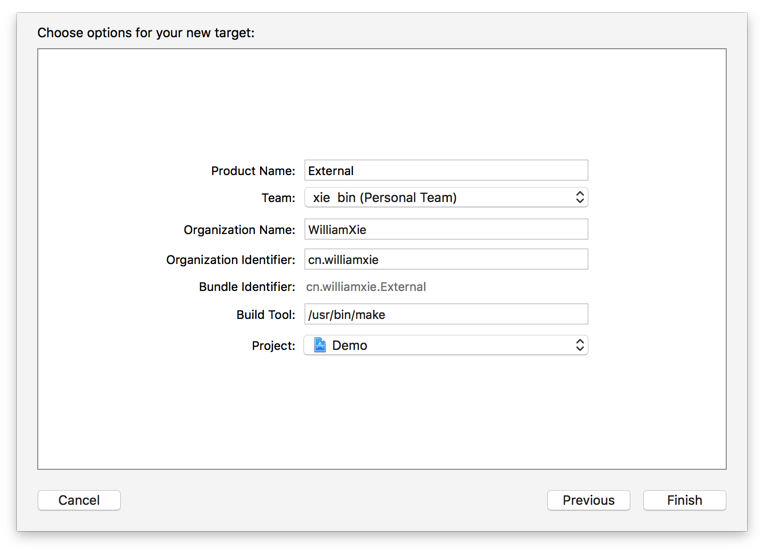 Choose options for your new target:
Product Name: External
Team: xie bin (Personal Team)
Organization Name: WilliamXie
Organization Identifier: cn.williamxie
Bundle Identifier: cn.williamxie.External
Build Tool: /usr/bin/make
Project: Demo
Cancel Previous Finish